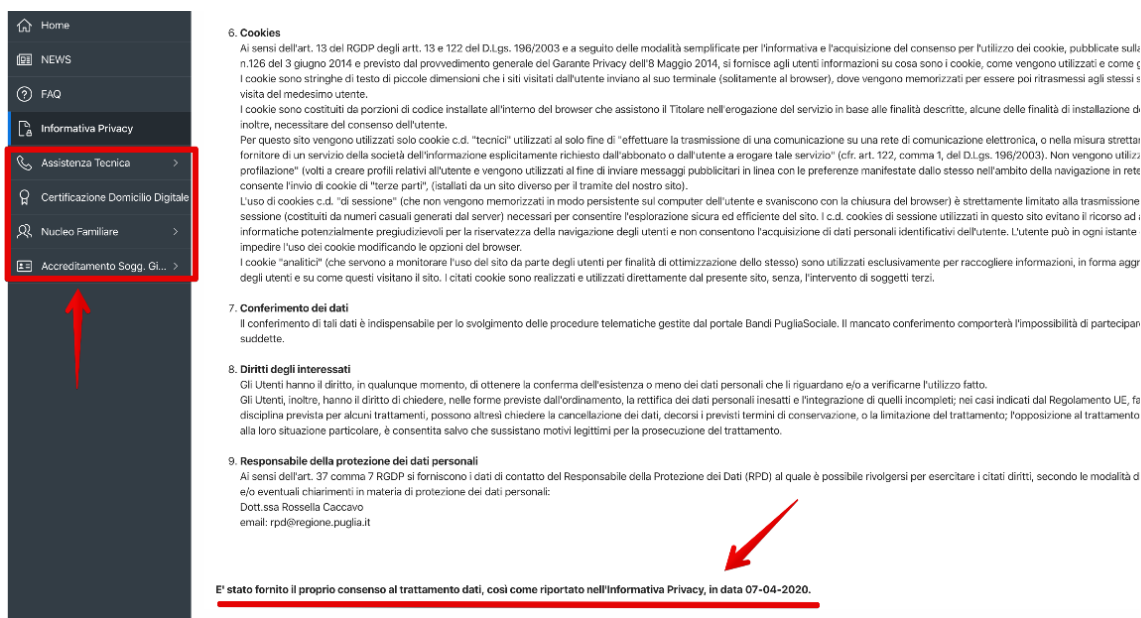 Home
NEWS
FAQ
Informativa Privacy
Assistenza Tecnica
Certificazione Domicilio Digitale
Nucleo Familiare
Accreditamento Sogg. Gi...
6. Cookies
Ai sensi dell'art. 13 del RGDP degli artt. 13 e 122 del D.Lgs. 196/2003 e a seguito delle modalità semplificate per l'informativa e l'acquisizione del consenso per l'utilizzo dei cookie, pubblicate sulla
n.126 del 3 giugno 2014 e previsto dal provvedimento generale del Garante Privacy dell'8 Maggio 2014, si fornisce agli utenti informazioni su cosa sono i cookie, come vengono utilizzati e come
I cookie sono stringhe di testo di piccole dimensioni che i siti visitati dall'utente inviano al suo terminale (solitamente al browser), dove vengono memorizzati per essere poi ritrasmessi agli stessi
visita del medesimo utente.
I cookie sono costituiti da porzioni di codice installate all'interno del browser che assistono il Titolare nell'erogazione del servizio in base alle finalità descritte, alcune delle finalità di installazione
inoltre, necessitare del consenso dell'utente.
Per questo sito vengono utilizzati solo cookie c.d. "tecnici" utilizzati al solo fine di "effettuare la trasmissione di una comunicazione su una rete di comunicazione elettronica, o nella misura
fornitore di un servizio della società dell'informazione esplicitamente richiesto dall'abbonato o dall'utente a erogare tale servizio" (cfr. art. 122, comma 1, del D.Lgs. 196/2003). Non vengono
profilazione" (volti a creare profili relativi all'utente e vengono utilizzati al fine di inviare messaggi pubblicitari in linea con le preferenze manifestate dallo stesso nell'ambito della navigazione in rete
consente l'invio di cookie di "terze parti", (istallati da un sito diverso per il tramite del nostro sito).
L'uso di cookies c.d. "di sessione" (che non vengono memorizzati in modo persistente sul computer dell'utente e svaniscono con la chiusura del browser) è strettamente limitato alla trasmissione
sessione (costituiti da numeri casuali generati dal server) necessari per consentire l'esplorazione sicura ed efficiente del sito. I c.d. cookies di sessione utilizzati in questo sito evitano il ricorso ad
informatiche potenzialmente pregiudizievoli per la riservatezza della navigazione degli utenti e non consentono l'acquisizione di dati personali identificativi dell'utente. L'utente può in ogni istante
impedire l'uso dei cookie modificando le opzioni del browser.
I cookie "analitici" (che servono a monitorare l'uso del sito da parte degli utenti per finalità di ottimizzazione dello stesso) sono utilizzati esclusivamente per raccogliere informazioni, in forma
degli utenti e su come questi visitano il sito. I citati cookie sono realizzati e utilizzati direttamente dal presente sito, senza, l'intervento di soggetti terzi.
7. Conferimento dei dati
Il conferimento di tali dati è indispensabile per lo svolgimento delle procedure telematiche gestite dal portale Bandi PugliaSociale. Il mancato conferimento comporterà l'impossibilità di partecipare
suddette.
8. Diritti degli interessati
Gli Utenti hanno il diritto, in qualunque momento, di ottenere la conferma dell'esistenza o meno dei dati personali che li riguardano e/o a verificarne l'utilizzo fatto.
Gli Utenti, inoltre, hanno il diritto di chiedere, nelle forme previste dall'ordinamento, la rettifica dei dati personali inesatti e l'integrazione di quelli incompleti; nei casi indicati dal Regolamento UE,
disciplina prevista per alcuni trattamenti, possono altresì chiedere la cancellazione dei dati, decorsi i previsti termini di conservazione, o la limitazione del trattamento; l'opposizione al trattamento
alla loro situazione particolare, è consentita salvo che sussistano motivi legittimi per la prosecuzione del trattamento.
9. Responsabile della protezione dei dati personali
Ai sensi dell'art. 37 comma 7 RGDP si forniscono i dati di contatto del Responsabile della Protezione dei Dati (RPD) al quale è possibile rivolgersi per esercitare i citati diritti, secondo le modalità
e/o eventuali chiarimenti in materia di protezione dei dati personali:
Dott.ssa Rossella Caccavo
email: rpd@regione.puglia.it
E' stato fornito il proprio consenso al trattamento dati, così come riportato nell'Informativa Privacy, in data 07-04-2020.